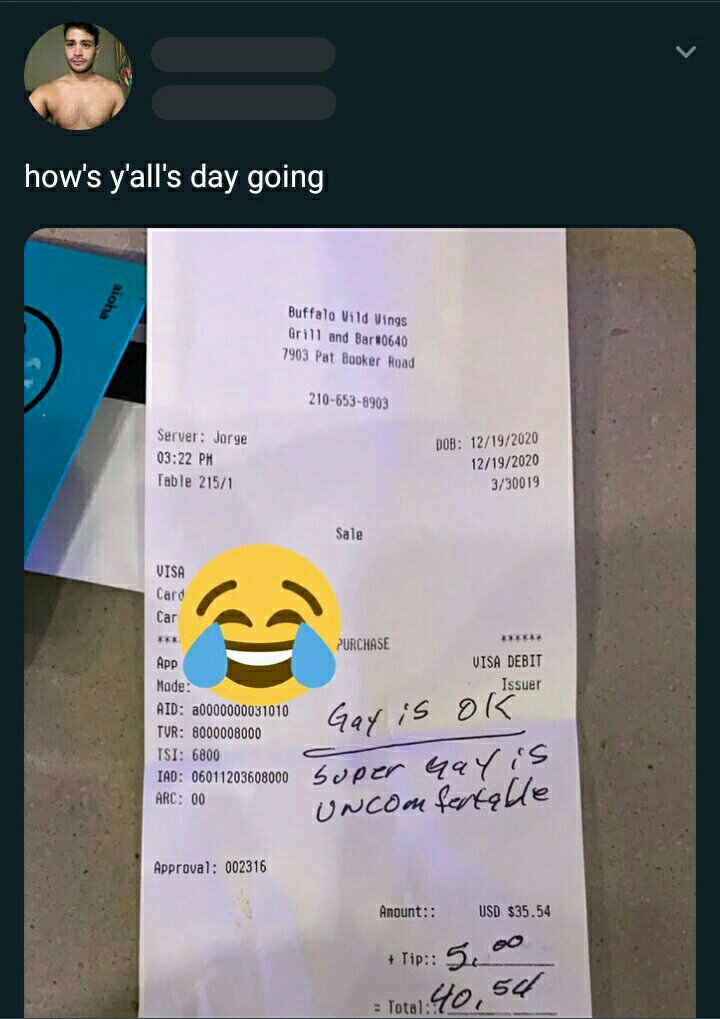 how's y'all's day going
aloha
Buffalo Wild Wings
Grill and Bar#0640
7903 Pat Booker Road
210-653-8903
Server: Jorge DOB: 12/19/2020
03:22 PM 12/19/2020
Table 215/1 3/30019
Sale
VISA
Card
Car
*** PURCHASE ******
App VISA DEBIT
Mode: Issuer
AID: a0000000031010
TVR: 8000008000
TSI: 6800
IAD: 06011203608000
ARC: 00
Gay is OK
super gay is
uncomfertable
Approval: 002316
Amount:: USD $35.54
+ Tip:: 5.00
= Total:: 40.54